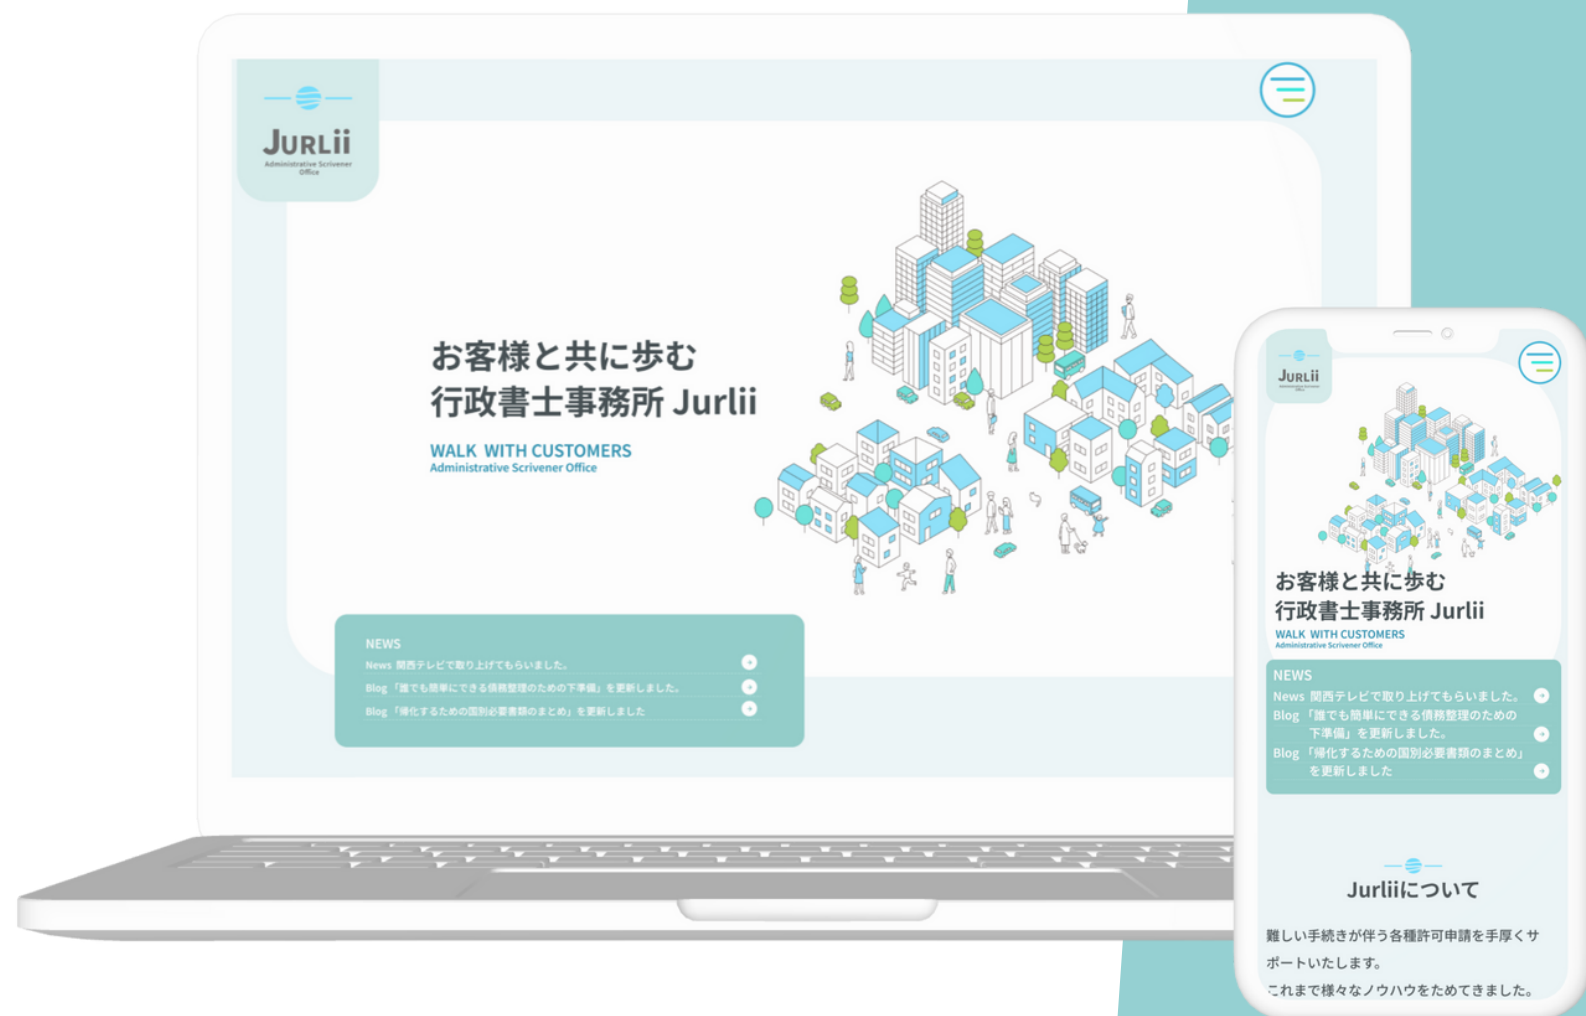 JURLii
Administrative Scrivener
Office
お客様と共に歩む
行政書士事務所 Jurlii
WALK WITH CUSTOMERS
Administrative Scrivener Office
NEWS
News 関西テレビで取り上げてもらいました。
Blog 「誰でも簡単にできる債務整理のための下準備」を更新しました。
Blog 「帰化するための国別必要書類のまとめ」を更新しました
JURLii
お客様と共に歩む
行政書士事務所 Jurlii
WALK WITH CUSTOMERS
Administrative Scrivener Office
NEWS
News 関西テレビで取り上げてもらいました。
Blog 「誰でも簡単にできる債務整理のための
下準備」を更新しました。
Blog 「帰化するための国別必要書類のまとめ」
を更新しました
Jurliiについて
難しい手続きが伴う各種許可申請を手厚くサ
ポートいたします。
これまで様々なノウハウをためてきました。